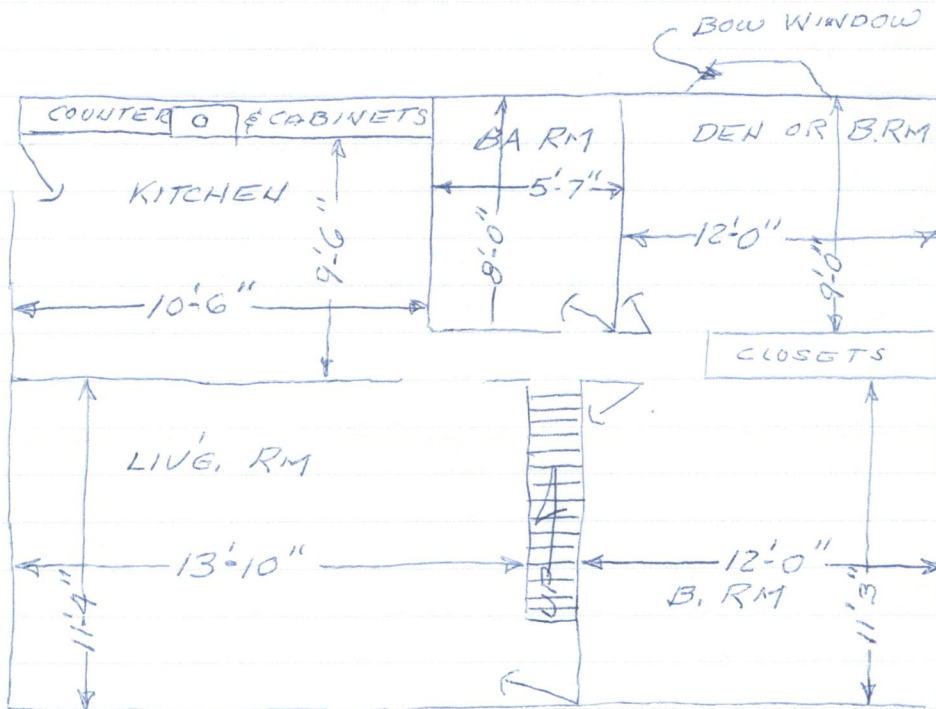 BOW WINDOW
COUNTER & CABINETS
BA RM
DEN OR B.RM
KITCHEN
5'-7"
12'-0"
9'-6"
8'-0"
9'-0"
10'-6"
CLOSETS
LIV'G. RM
13'-10"
UP
12'-0"
B. RM
11'-4"
11'3"